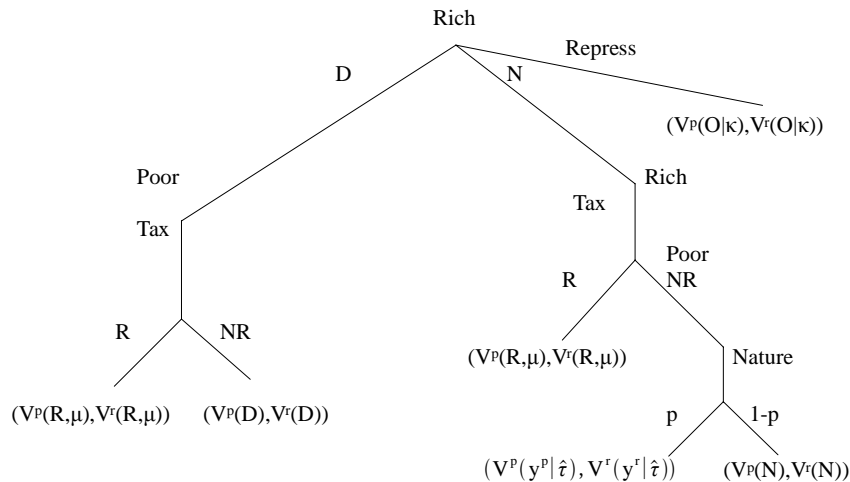 Rich
Repress
D
N
(Vᵖ(O|κ),Vʳ(O|κ))
Poor
Rich
Tax
Tax
Poor
R
NR
R
NR
(Vᵖ(R,μ),Vʳ(R,μ))
Nature
(Vᵖ(R,μ),Vʳ(R,μ))
(Vᵖ(D),Vʳ(D))
p
1-p
(Vᵖ(yᵖ|τ̂),Vʳ(yʳ|τ̂))
(Vᵖ(N),Vʳ(N))